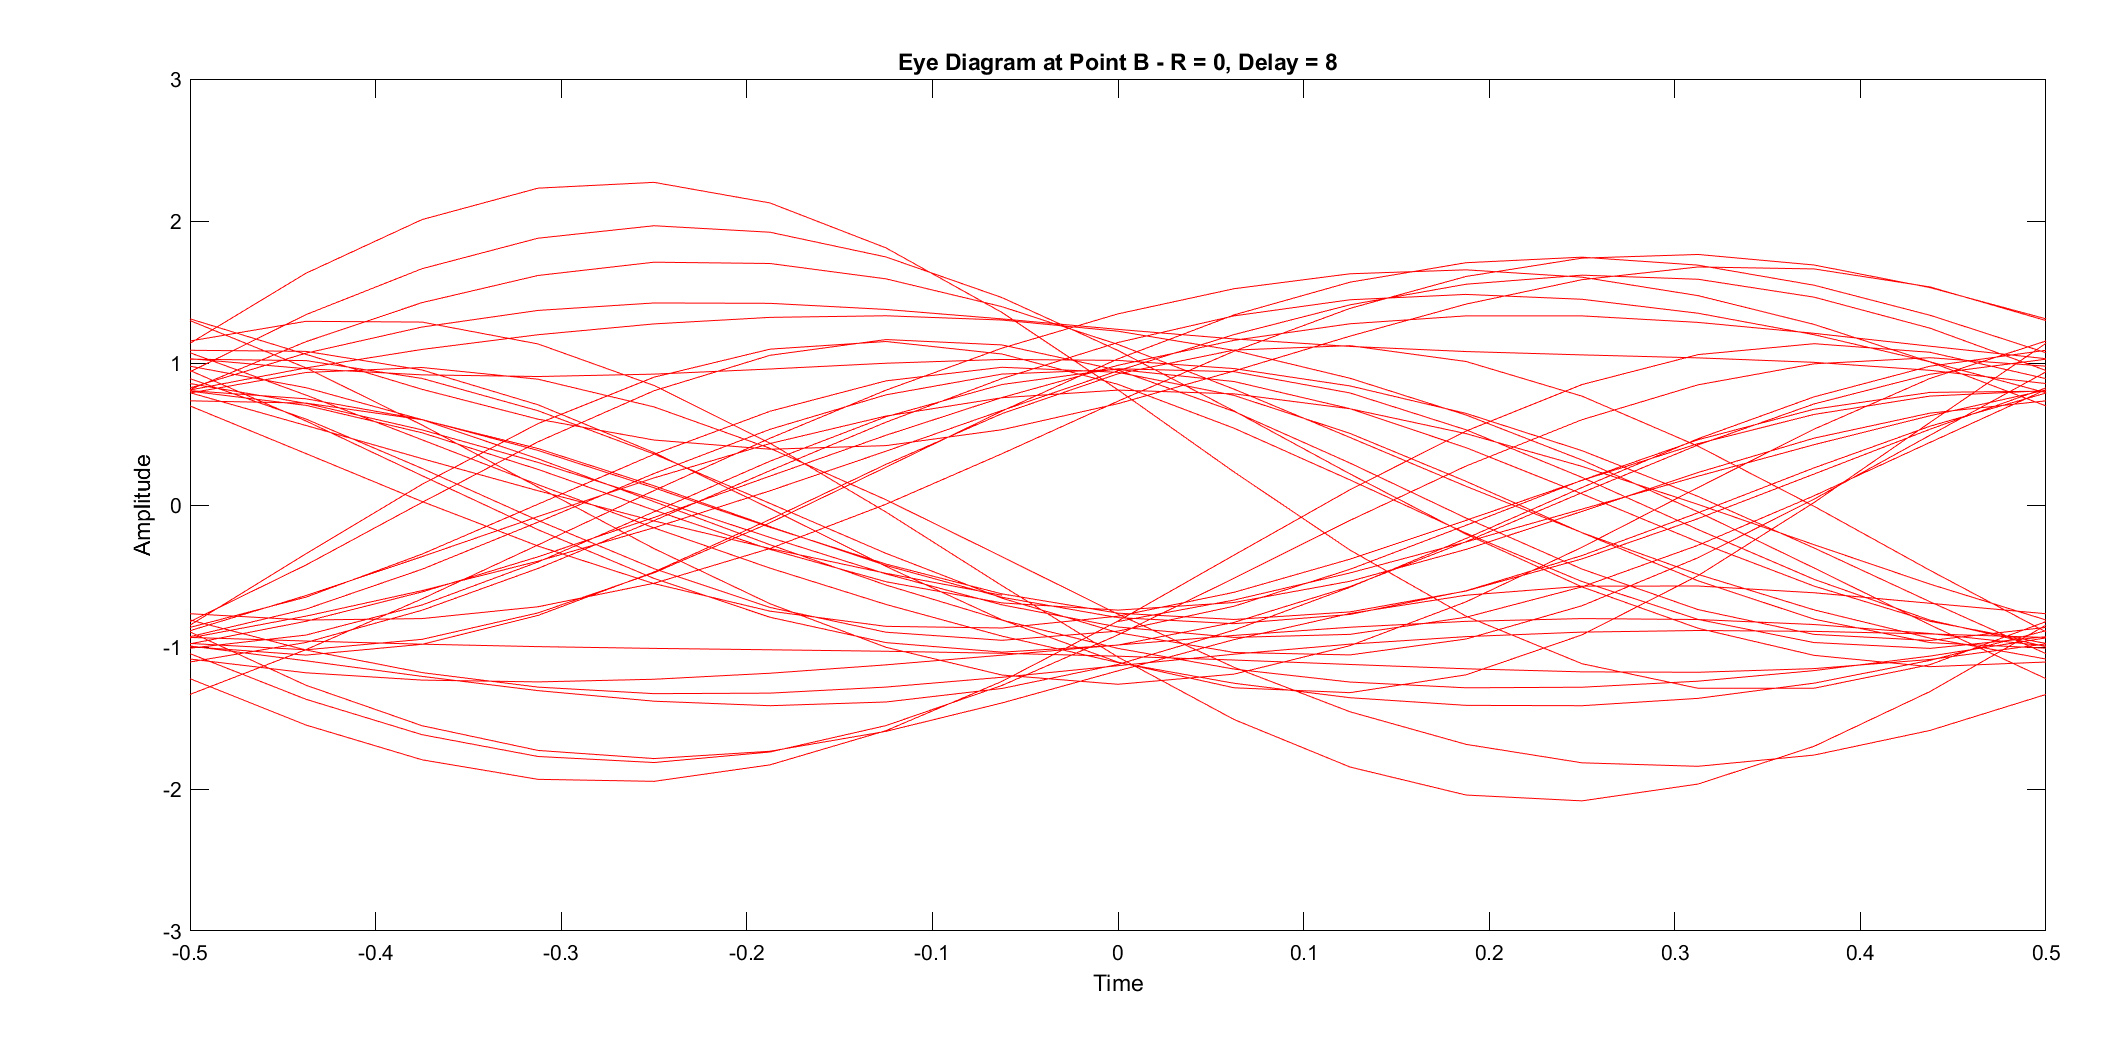 Eye Diagram at Point B - R = 0, Delay = 8
3
2
1
0
-1
-2
-3
Amplitude
-0.5 -0.4 -0.3 -0.2 -0.1 0 0.1 0.2 0.3 0.4 0.5
Time